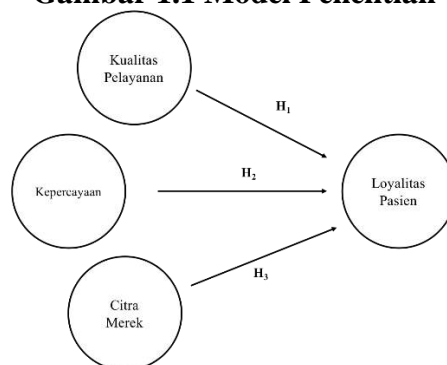 Gambar 1.1 Model Penelitian
Kualitas
Pelayanan
H₁
Kepercayaan
H₂
Loyalitas
Pasien
H₃
Citra
Merek